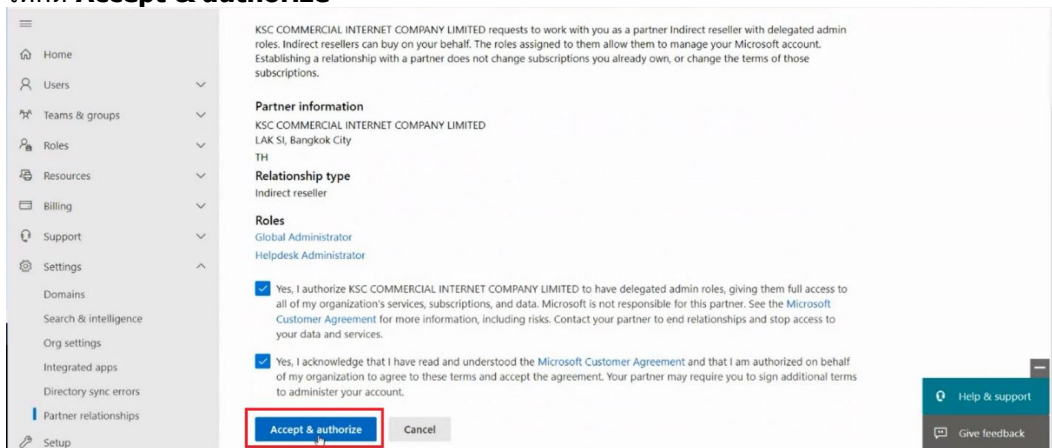 Accept & authorize
KSC COMMERCIAL INTERNET COMPANY LIMITED requests to work with you as a partner Indirect reseller with delegated admin
roles. Indirect resellers can buy on your behalf. The roles assigned to them allow them to manage your Microsoft account.
Establishing a relationship with a partner does not change subscriptions you already own, or change the terms of those
subscriptions.
Home
Users
Teams & groups
Roles
Resources
Billing
Support
Settings
Domains
Search & intelligence
Org settings
Integrated apps
Directory sync errors
Partner relationships
Setup
Partner information
KSC COMMERCIAL INTERNET COMPANY LIMITED
LAK SI, Bangkok City
TH
Relationship type
Indirect reseller
Roles
Global Administrator
Helpdesk Administrator
Yes, I authorize KSC COMMERCIAL INTERNET COMPANY LIMITED to have delegated admin roles, giving them full access to
all of my organization's services, subscriptions, and data. Microsoft is not responsible for this partner. See the Microsoft
Customer Agreement for more information, including risks. Contact your partner to end relationships and stop access to
your data and services.
Yes, I acknowledge that I have read and understood the Microsoft Customer Agreement and that I am authorized on behalf
of my organization to agree to these terms and accept the agreement. Your partner may require you to sign additional terms
to administer your account.
Accept & authorize
Cancel
Help & support
Give feedback